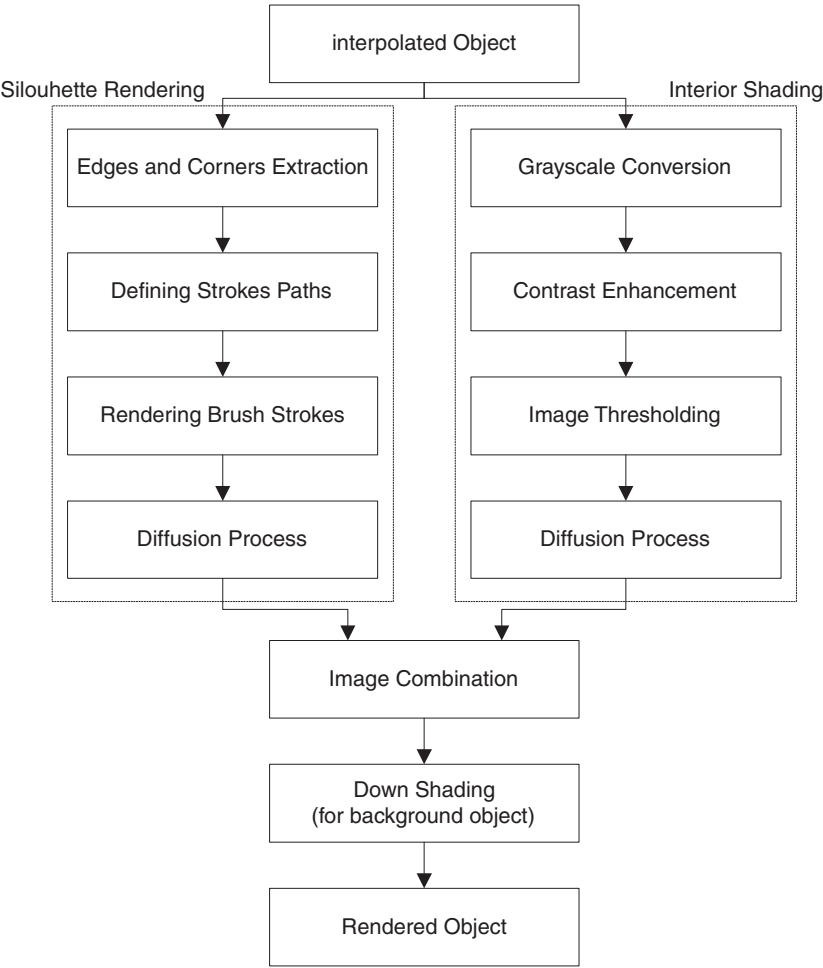 interpolated Object
Silouhette Rendering
Interior Shading
Edges and Corners Extraction
Grayscale Conversion
Defining Strokes Paths
Contrast Enhancement
Rendering Brush Strokes
Image Thresholding
Diffusion Process
Diffusion Process
Image Combination
Down Shading
(for background object)
Rendered Object